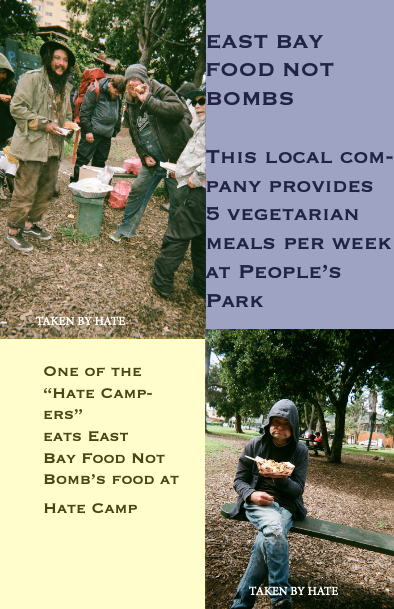 EAST BAY
FOOD NOT
BOMBS
THIS LOCAL COM-
PANY PROVIDES
5 VEGETARIAN
MEALS PER WEEK
AT PEOPLE'S
PARK
TAKEN BY HATE
ONE OF THE
"HATE CAMP-
ERS"
EATS EAST
BAY FOOD NOT
BOMB'S FOOD AT
HATE CAMP
TAKEN BY HATE